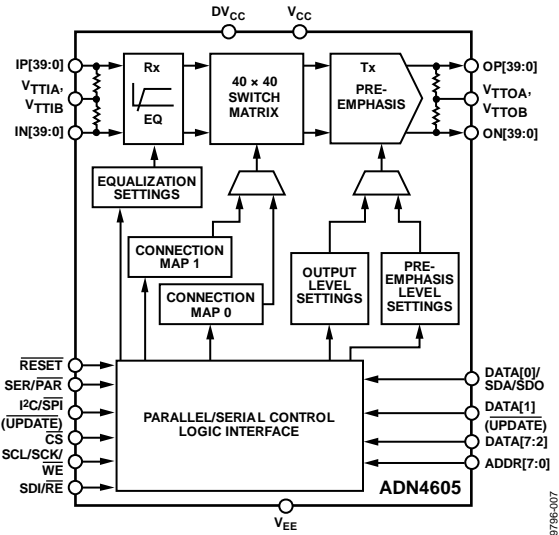 DVCC
VCC
IP[39:0]
VTTIA,
VTTIB
IN[39:0]
Rx
EQ
40 × 40
SWITCH
MATRIX
Tx
PRE-
EMPHASIS
OP[39:0]
VTTOA,
VTTOB
ON[39:0]
EQUALIZATION
SETTINGS
CONNECTION
MAP 1
CONNECTION
MAP 0
OUTPUT
LEVEL
SETTINGS
PRE-
EMPHASIS
LEVEL
SETTINGS
RESET
SER/PAR
I2C/SPI
(UPDATE)
CS
SCL/SCK/
WE
SDI/RE
PARALLEL/SERIAL CONTROL
LOGIC INTERFACE
DATA[0]/
SDA/SDO
DATA[1]
(UPDATE)
DATA[7:2]
ADDR[7:0]
ADN4605
VEE
9796-007